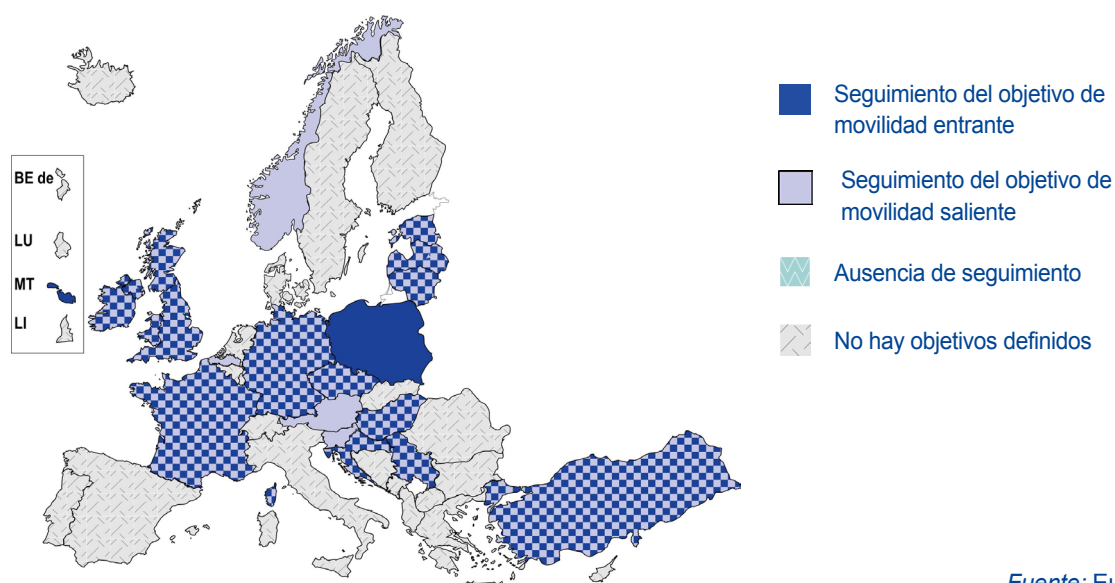 BE de
LU
MT
LI
Seguimiento del objetivo de
movilidad entrante
Seguimiento del objetivo de
movilidad saliente
Ausencia de seguimiento
No hay objetivos definidos
Fuente: